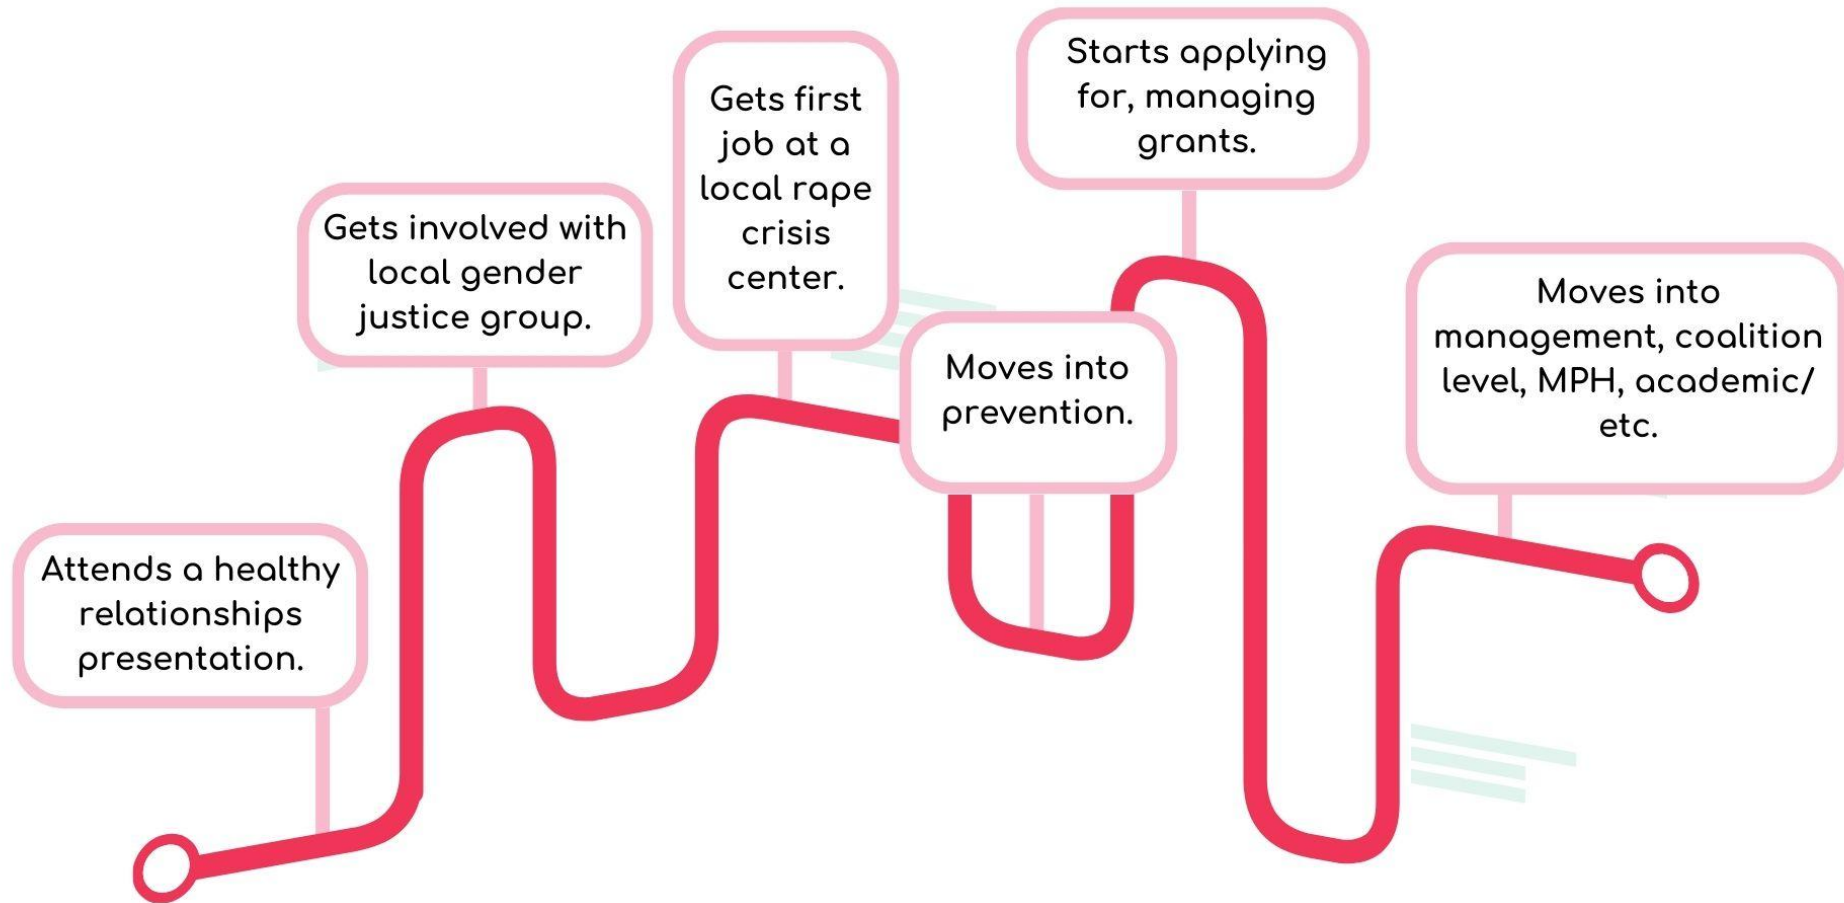 Attends a healthy
relationships
presentation.
Gets involved with
local gender
justice group.
Gets first
job at a
local rape
crisis
center.
Moves into
prevention.
Starts applying
for, managing
grants.
Moves into
management, coalition
level, MPH, academic/
etc.